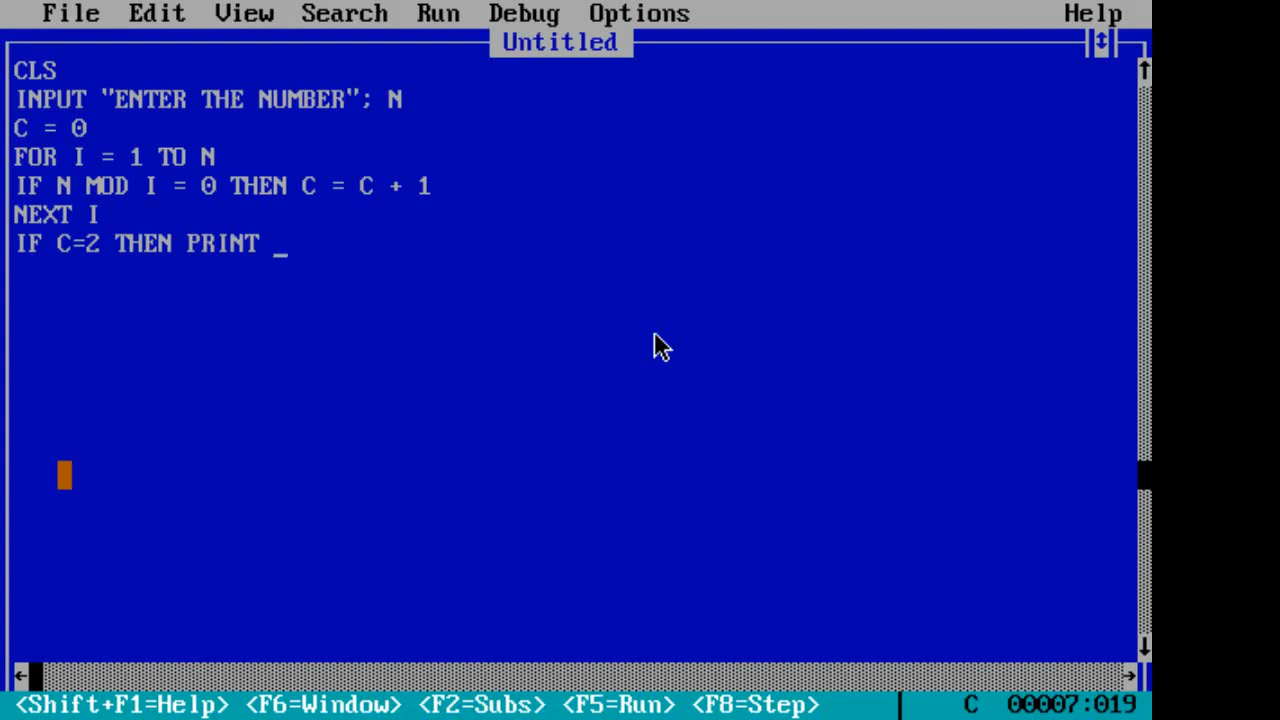 File Edit View Search Run Debug Options Help
Untitled
CLS
INPUT "ENTER THE NUMBER"; N
C = 0
FOR I = 1 TO N
IF N MOD I = 0 THEN C = C + 1
NEXT I
IF C=2 THEN PRINT _
<Shift+F1=Help> <F6=Window> <F2=Subs> <F5=Run> <F8=Step> C 00007:019